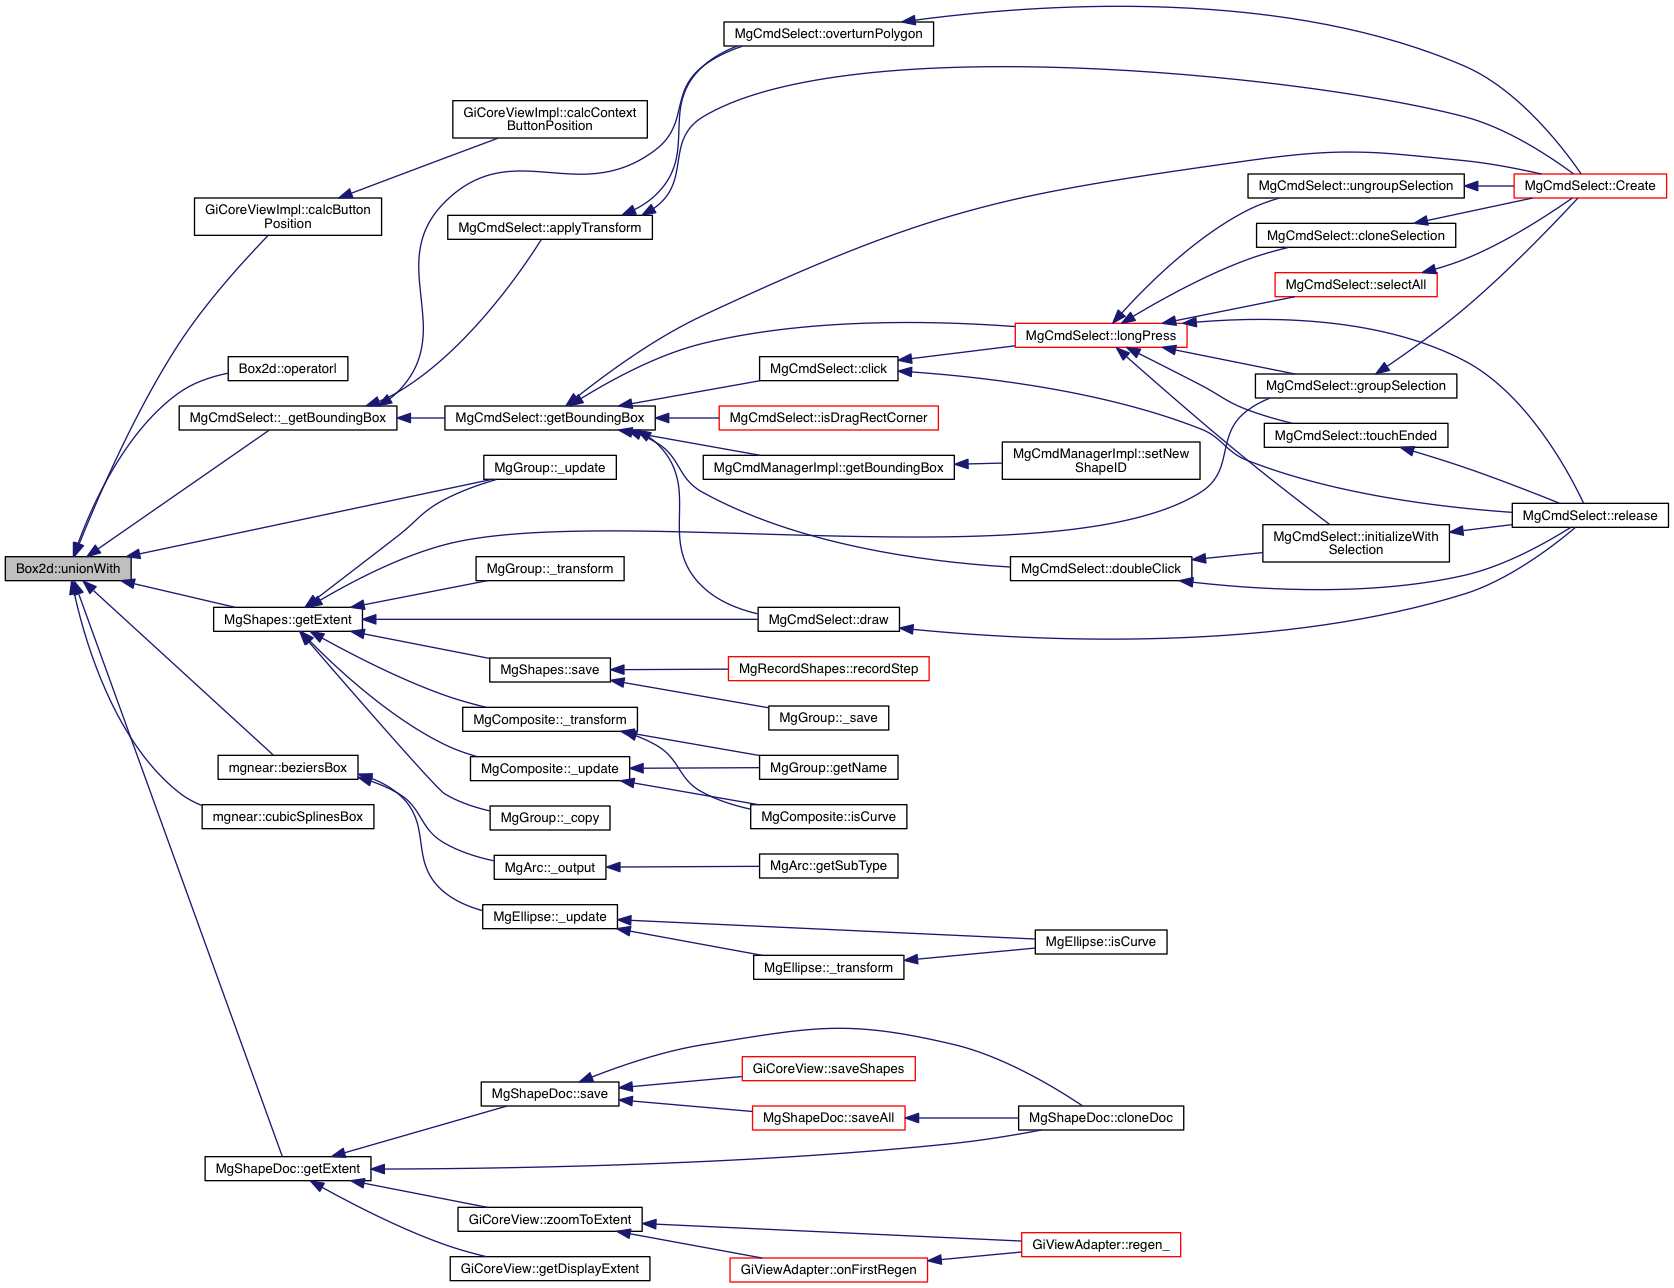 MgCmdSelect::overturnPolygon
GiCoreViewImpl::calcContext
ButtonPosition
GiCoreViewImpl::calcButton
Position
MgCmdSelect::applyTransform
MgCmdSelect::ungroupSelection
MgCmdSelect::Create
MgCmdSelect::cloneSelection
MgCmdSelect::selectAll
MgCmdSelect::longPress
Box2d::operatorl
MgCmdSelect::click
MgCmdSelect::groupSelection
MgCmdSelect::_getBoundingBox
MgCmdSelect::getBoundingBox
MgCmdSelect::isDragRectCorner
MgCmdSelect::touchEnded
MgGroup::_update
MgCmdManagerImpl::getBoundingBox
MgCmdManagerImpl::setNew
ShapeID
MgCmdSelect::release
MgCmdSelect::initializeWith
Selection
Box2d::unionWith
MgGroup::_transform
MgCmdSelect::doubleClick
MgShapes::getExtent
MgCmdSelect::draw
MgShapes::save
MgRecordShapes::recordStep
MgComposite::_transform
MgGroup::_save
mgnear::beziersBox
MgComposite::_update
MgGroup::getName
mgnear::cubicSplinesBox
MgGroup::_copy
MgComposite::isCurve
MgArc::_output
MgArc::getSubType
MgEllipse::_update
MgEllipse::isCurve
MgEllipse::_transform
GiCoreView::saveShapes
MgShapeDoc::save
MgShapeDoc::saveAll
MgShapeDoc::cloneDoc
MgShapeDoc::getExtent
GiCoreView::zoomToExtent
GiViewAdapter::regen_
GiCoreView::getDisplayExtent
GiViewAdapter::onFirstRegen